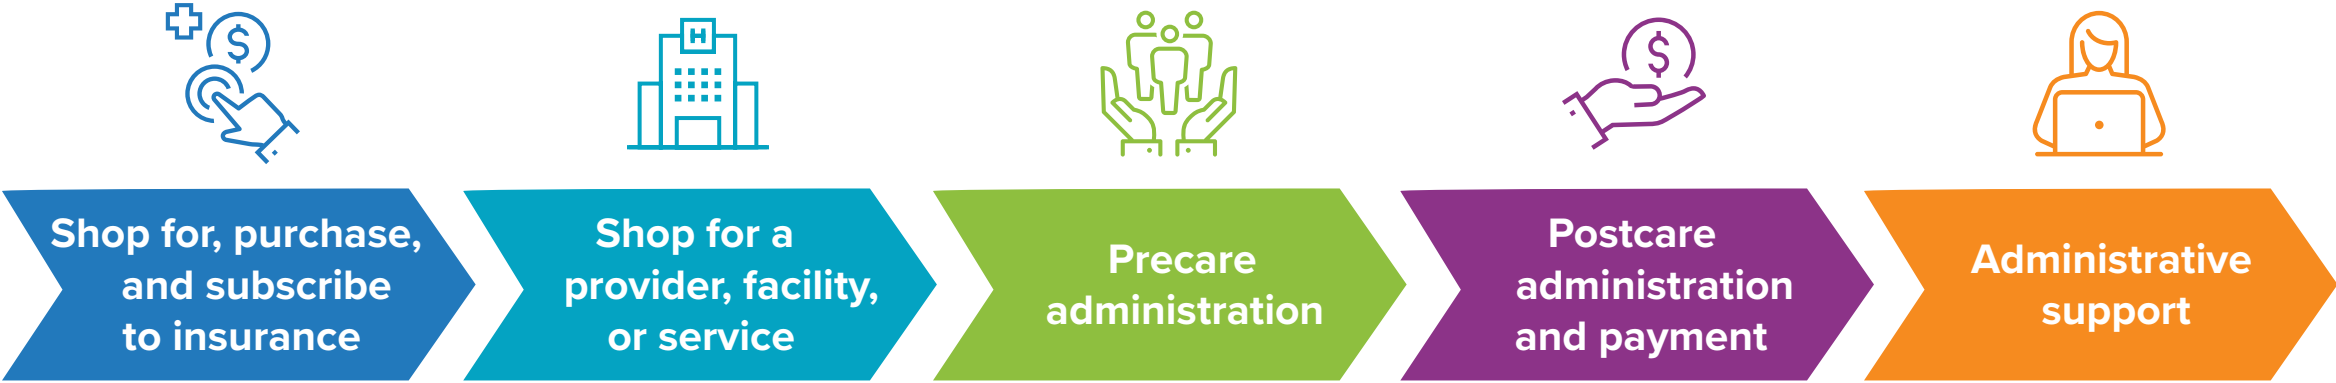 Shop for, purchase,
and subscribe
to insurance
Shop for a
provider, facility,
or service
Precare
administration
Postcare
administration
and payment
Administrative
support
$
H
$